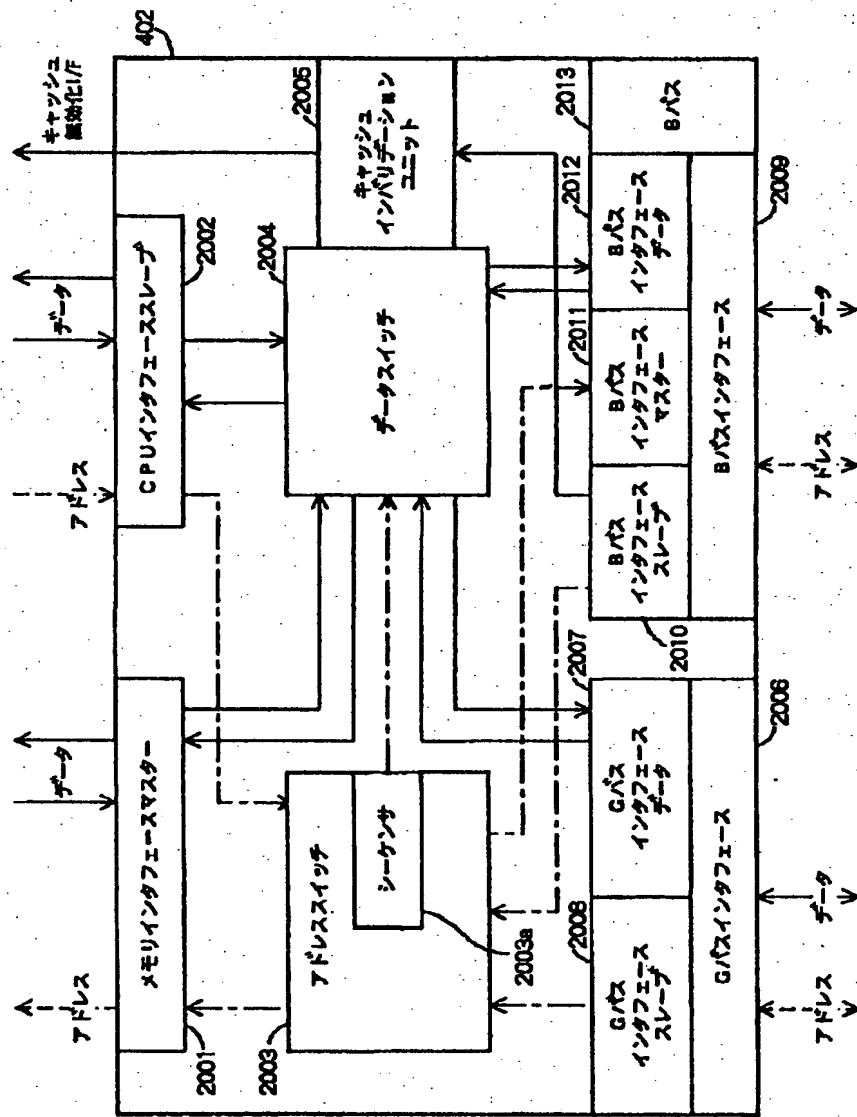 アドレス
データ
アドレス
データ
キャッシュ
無効化I/F
402
メモリインタフェースマスター
2001
CPUインタフェーススレーブ
2002
2003
アドレススイッチ
シーケンサ
2003a
2004
データスイッチ
2005
キャッシュ
インバリデーション
ユニット
2008
Gバス
インタフェース
スレーブ
2007
Gバス
インタフェース
データ
2010
Bバス
インタフェース
スレーブ
2011
Bバス
インタフェース
マスター
2012
Bバス
インタフェース
データ
2013
Bバス
Gバスインタフェース
2006
Bバスインタフェース
2009
アドレス
データ
アドレス
データ